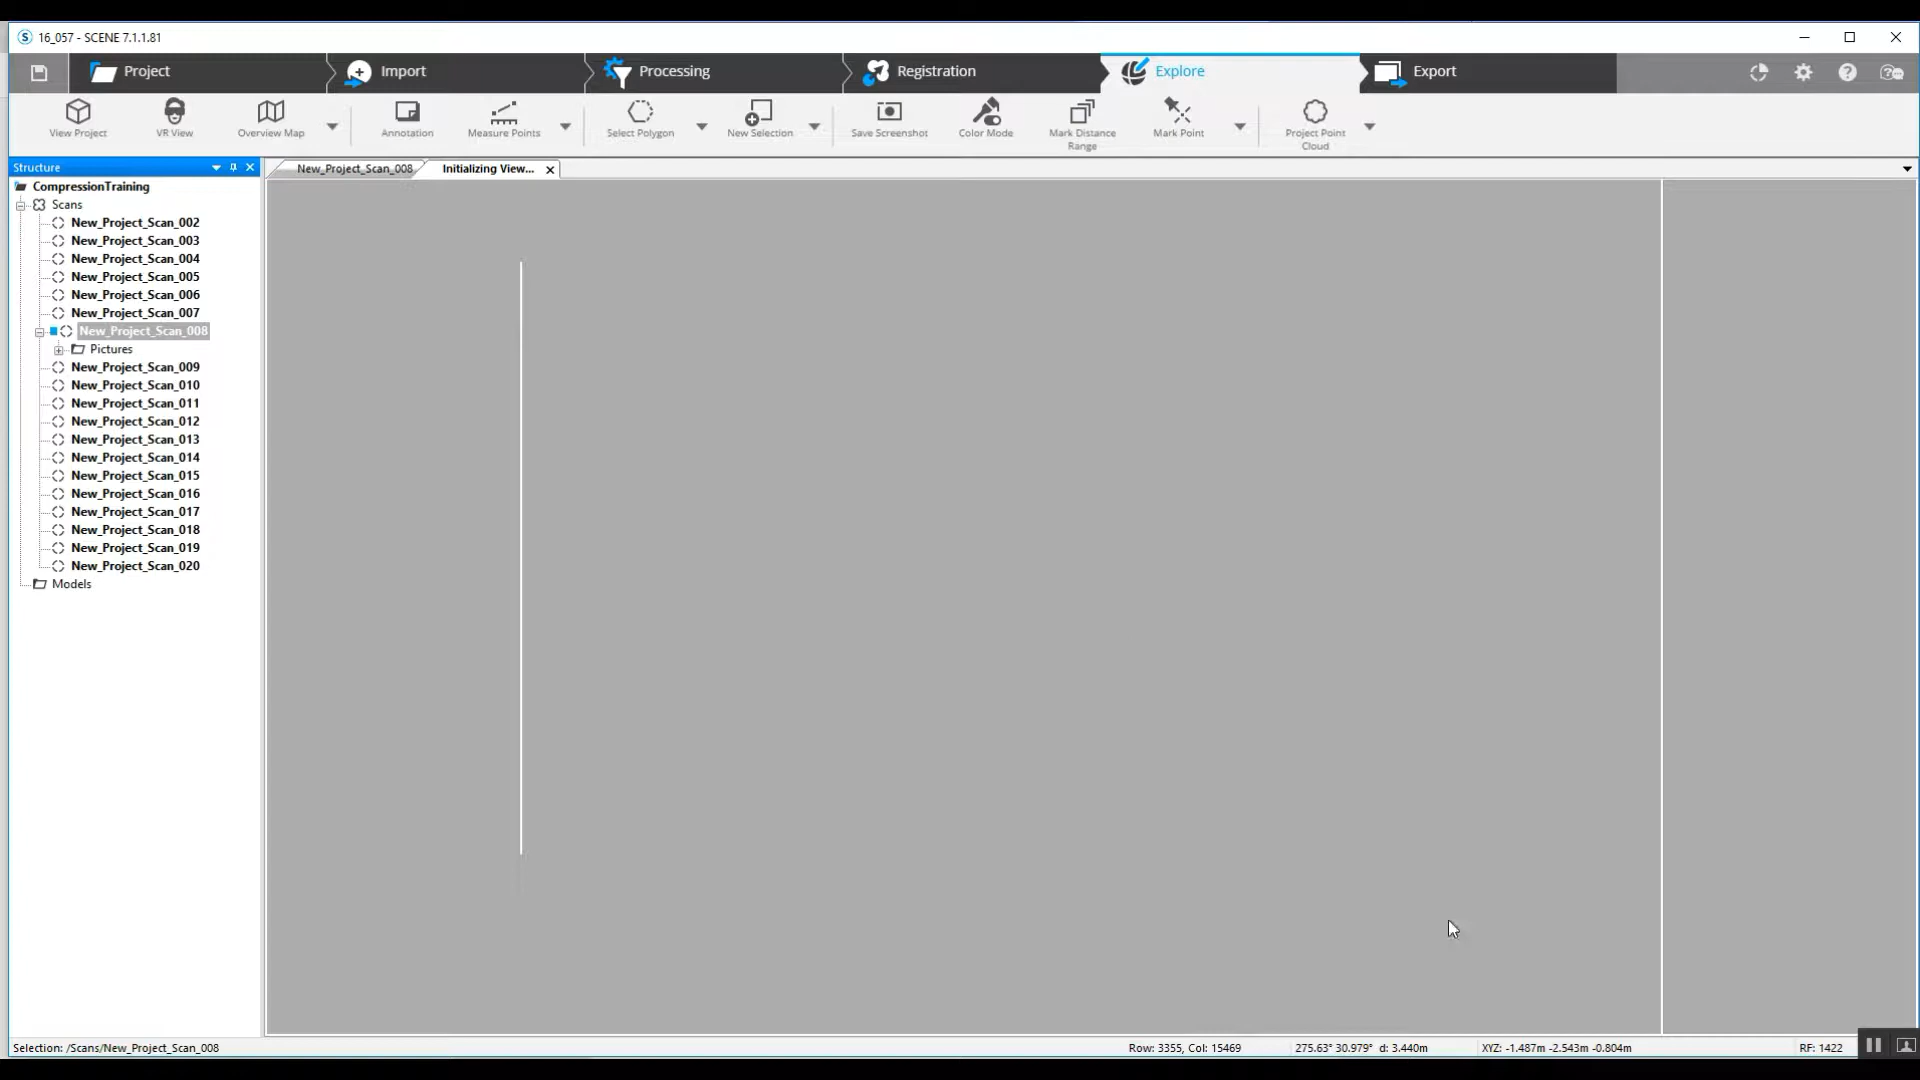 16_057 - SCENE 7.1.1.81
Project
Import
Processing
Registration
Explore
Export
View Project
VR View
Overview Map
Annotation
Measure Points
Select Polygon
New Selection
Save Screenshot
Color Mode
Mark Distance
Range
Mark Point
Project Point
Cloud
Structure
New_Project_Scan_008
Initializing View...
CompressionTraining
Scans
New_Project_Scan_002
New_Project_Scan_003
New_Project_Scan_004
New_Project_Scan_005
New_Project_Scan_006
New_Project_Scan_007
New_Project_Scan_008
Pictures
New_Project_Scan_009
New_Project_Scan_010
New_Project_Scan_011
New_Project_Scan_012
New_Project_Scan_013
New_Project_Scan_014
New_Project_Scan_015
New_Project_Scan_016
New_Project_Scan_017
New_Project_Scan_018
New_Project_Scan_019
New_Project_Scan_020
Models
Selection: /Scans/New_Project_Scan_008
Row: 3355, Col: 15469
275.63° 30.979° d: 3.440m
XYZ: -1.487m -2.543m -0.804m
RF: 1422